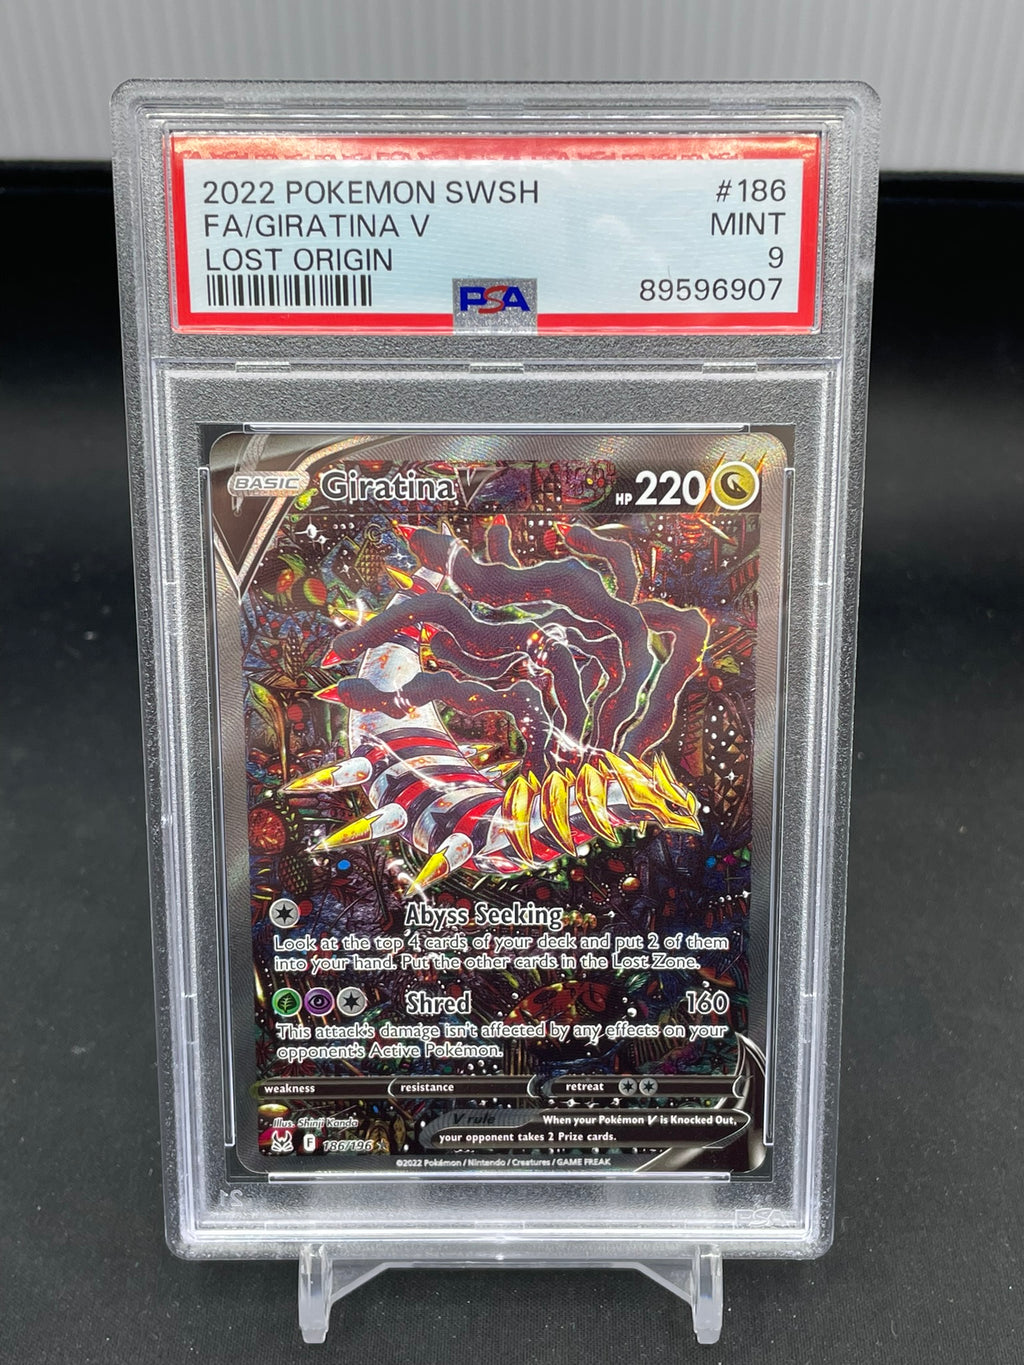 2022 POKEMON SWSH #186
FA/GIRATINA V MINT
LOST ORIGIN 9
PSA 89596907
BASIC Giratina V HP 220
Abyss Seeking
Look at the top 4 cards of your deck and put 2 of them
into your hand. Put the other cards in the Lost Zone.
Shred 160
This attack's damage isn't affected by any effects on your
opponent's Active Pokémon.
weakness resistance retreat
Illus. Shinji Kanda
V rule When your Pokémon V is Knocked Out,
your opponent takes 2 Prize cards.
F 186/196
©2022 Pokémon / Nintendo / Creatures / GAME FREAK
PSA